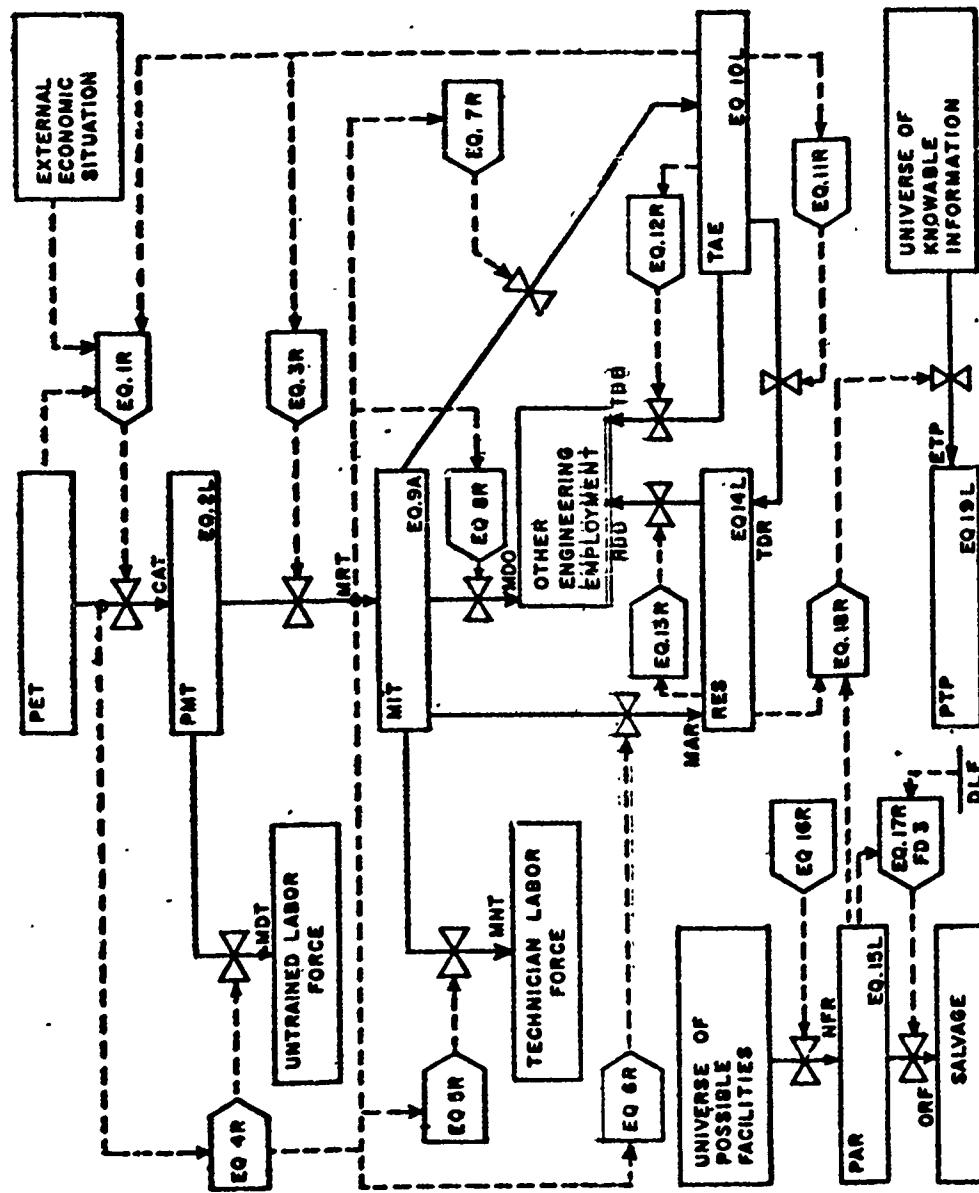 EXTERNAL
ECONOMIC
SITUATION
PET
EQ.1R
CAT
PMT
EQ.2L
EQ.3R
MRT
EQ. 7R
MDT
UNTRAINED LABOR
FORCE
EQ 4R
MIT
EQ.9A
EQ 8R
MDO
TAE
EQ 10L
EQ.12R
EQ.11R
OTHER
ENGINEERING
EMPLOYMENT
EQ.13R
RES
EQ14L
TDR
MAR
MNT
TECHNICIAN LABOR
FORCE
EQ 5R
EQ 6R
UNIVERSE OF
POSSIBLE
FACILITIES
EQ 16R
NFR
PAR
EQ.15L
EQ.17R
FD 3
DLF
ORF
SALVAGE
EQ.18R
UNIVERSE OF
KNOWABLE
INFORMATION
ETP
PTP
EQ 19L